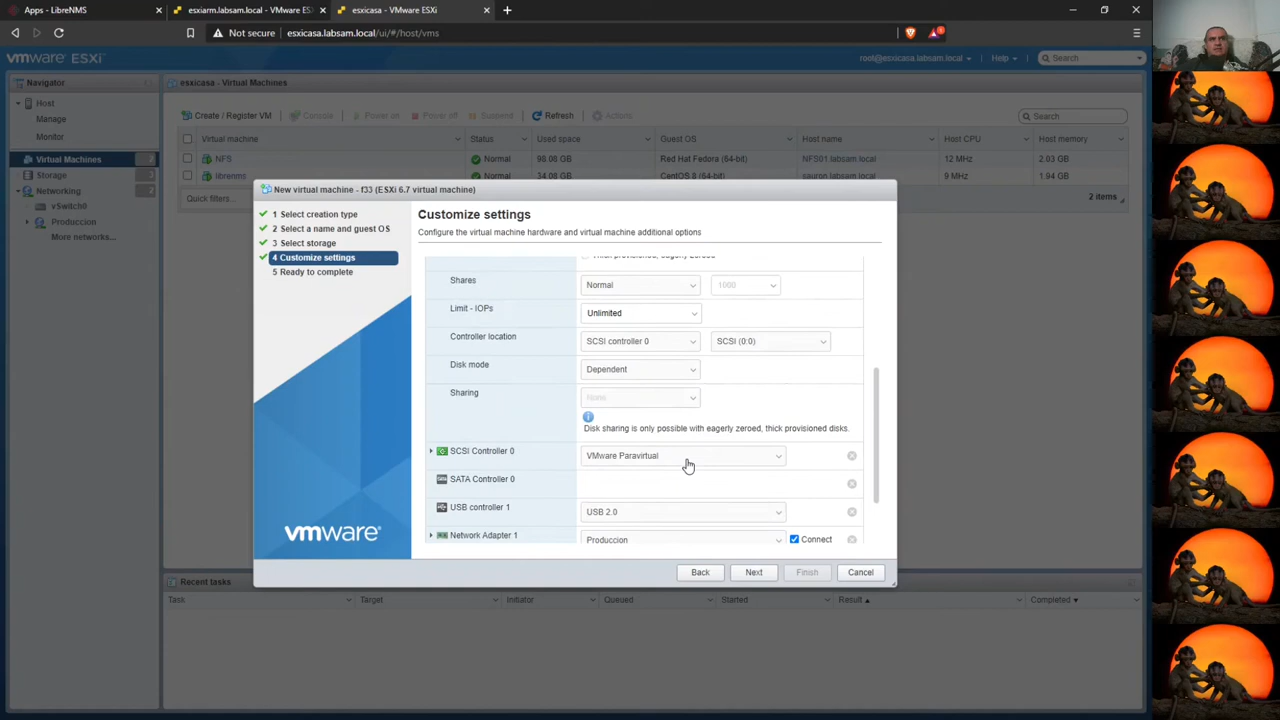 Apps - LibreNMS
esxiarm.labsam.local - VMware ES
esxicasa - VMware ESXi
Not secure
esxicasa.labsam.local/ui/#/host/vms
vmware ESXi
root@esxicasa.labsam.local
Help
Search
Navigator
esxicasa - Virtual Machines
Host
Manage
Monitor
Virtual Machines
2
Storage
3
Networking
2
vSwitch0
Produccion
More networks...
Create / Register VM
Console
Power on
Power off
Suspend
Refresh
Actions
Search
Virtual machine
Status
Used space
Guest OS
Host name
Host CPU
Host memory
NFS
Normal
98.08 GB
Red Hat Fedora (64-bit)
NFS01.labsam.local
12 MHz
2.03 GB
librenms
Normal
34.08 GB
CentOS 8 (64-bit)
sauron.labsam.local
9 MHz
1.94 GB
Quick filters...
2 items
New virtual machine - f33 (ESXi 6.7 virtual machine)
1 Select creation type
2 Select a name and guest OS
3 Select storage
4 Customize settings
5 Ready to complete
vmware
Customize settings
Configure the virtual machine hardware and virtual machine additional options
Thick provisioned, eagerly zeroed
Shares
Normal
1000
Limit - IOPs
Unlimited
Controller location
SCSI controller 0
SCSI (0:0)
Disk mode
Dependent
Sharing
None
Disk sharing is only possible with eagerly zeroed, thick provisioned disks.
SCSI Controller 0
VMware Paravirtual
SATA Controller 0
USB controller 1
USB 2.0
Network Adapter 1
Produccion
Connect
Back
Next
Finish
Cancel
Recent tasks
Task
Target
Initiator
Queued
Started
Result
Completed